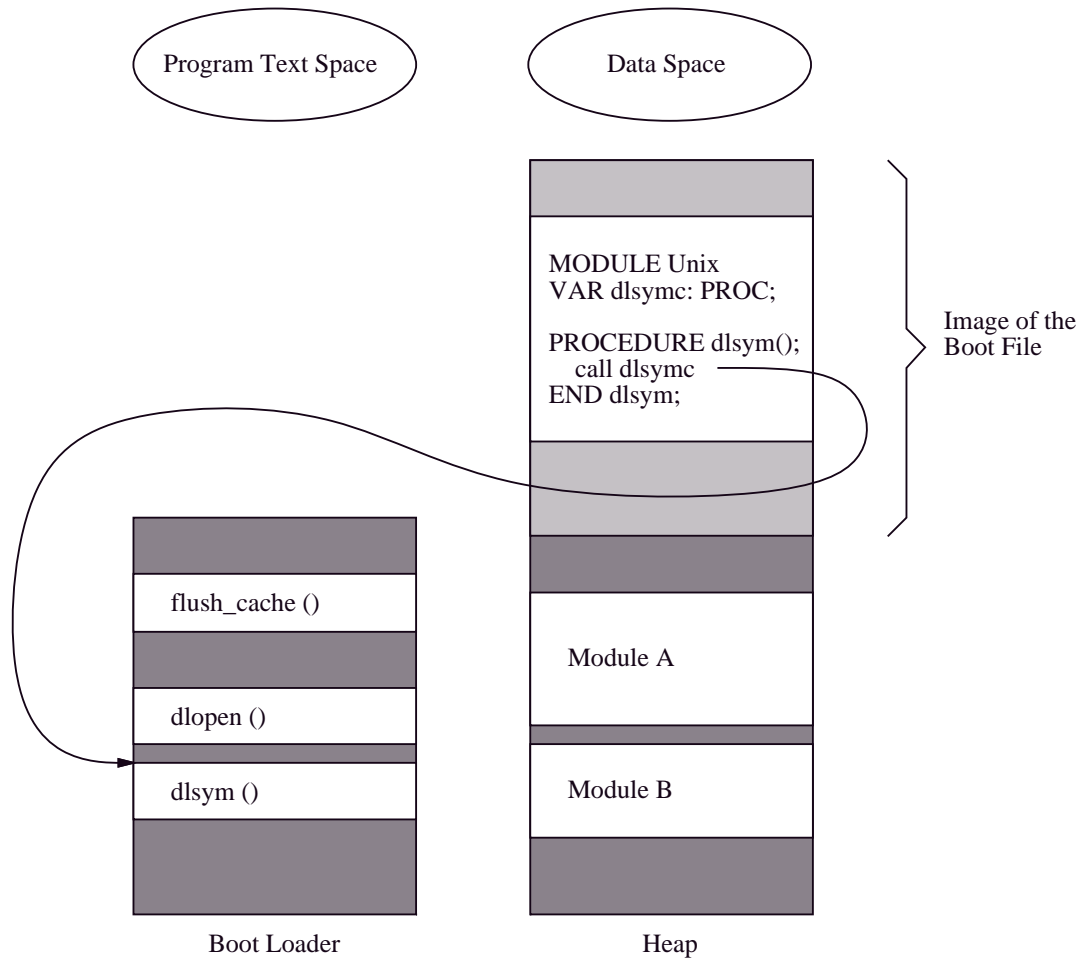 Program Text Space
Data Space
MODULE Unix
VAR dlsymc: PROC;
PROCEDURE dlsym();
call dlsymc
END dlsym;
Image of the
Boot File
flush_cache ()
dlopen ()
dlsym ()
Module A
Module B
Boot Loader
Heap